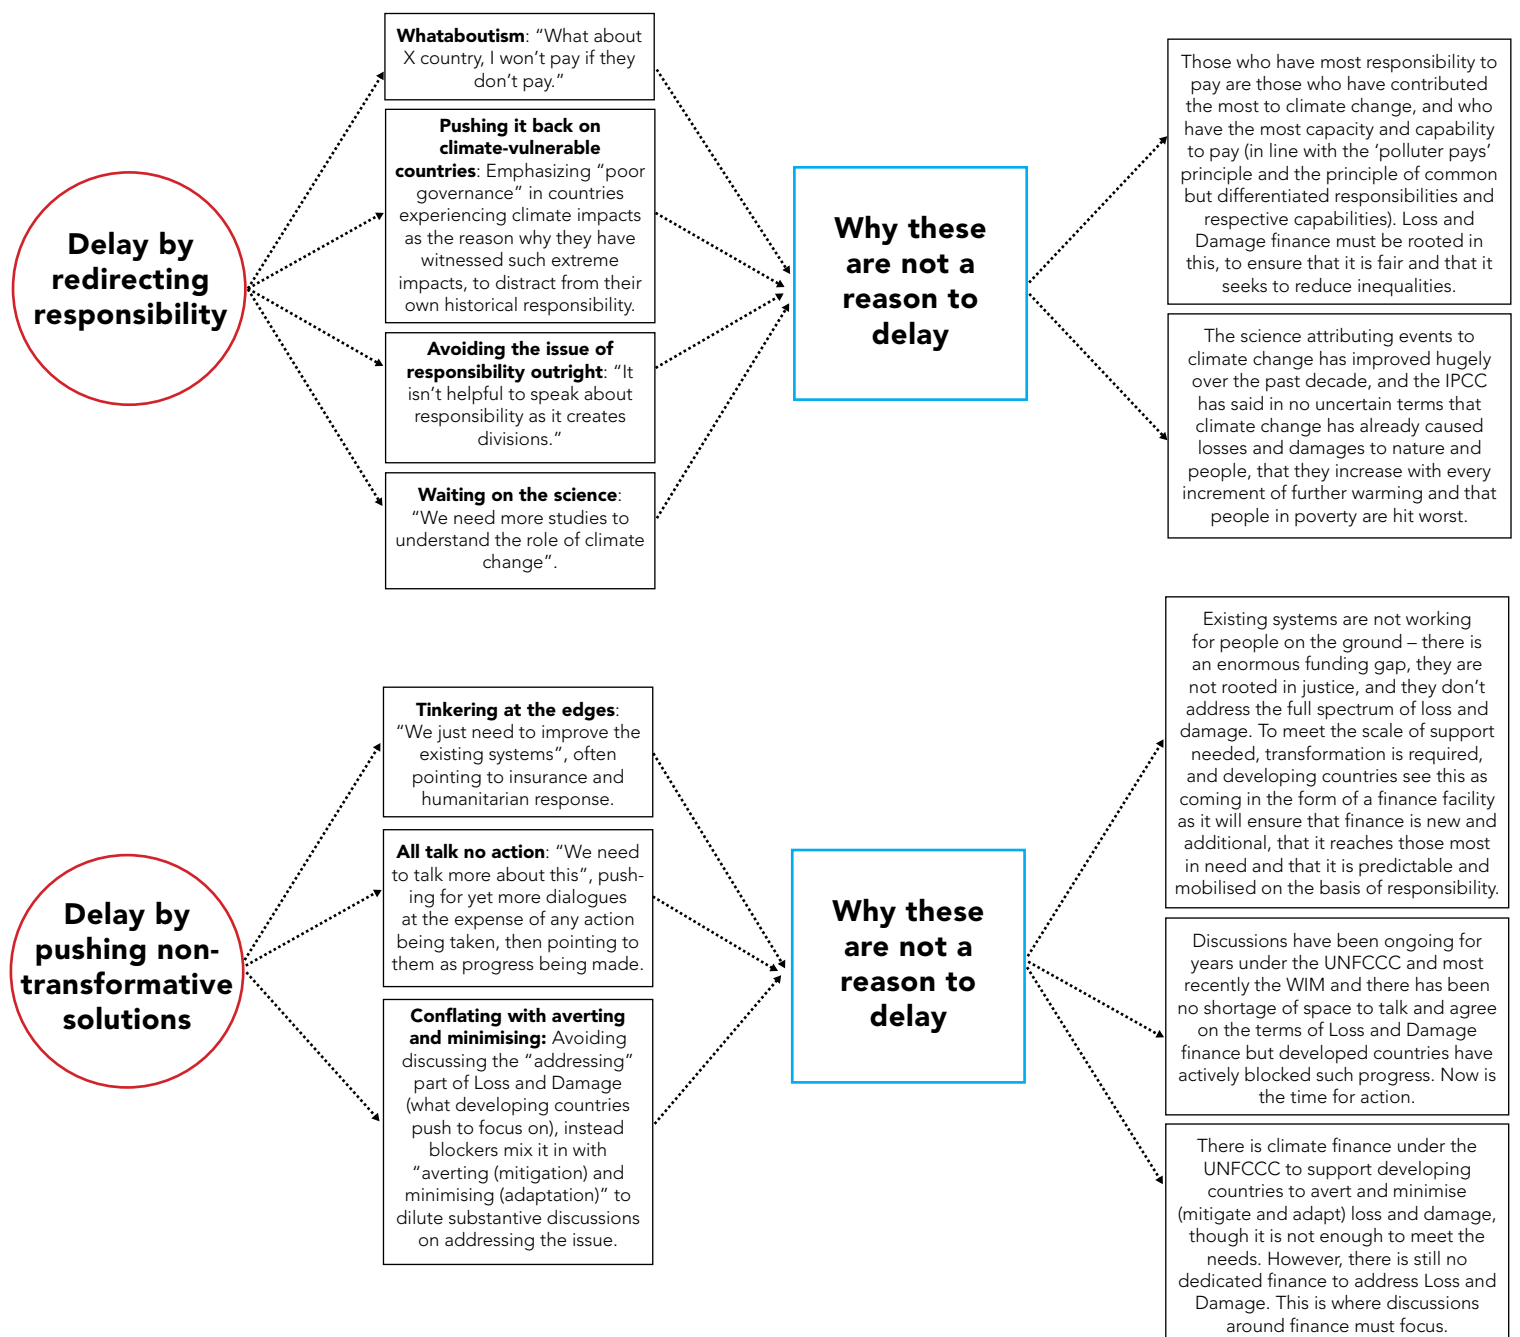 Delay by
redirecting
responsibility
Whataboutism: “What about
X country, I won’t pay if they
don’t pay.”
Pushing it back on
climate-vulnerable
countries: Emphasizing “poor
governance” in countries
experiencing climate impacts
as the reason why they have
witnessed such extreme
impacts, to distract from their
own historical responsibility.
Avoiding the issue of
responsibility outright: “It
isn’t helpful to speak about
responsibility as it creates
divisions.”
Waiting on the science:
“We need more studies to
understand the role of climate
change”.
Why these
are not a
reason to
delay
Those who have most responsibility to
pay are those who have contributed
the most to climate change, and who
have the most capacity and capability
to pay (in line with the ‘polluter pays’
principle and the principle of common
but differentiated responsibilities and
respective capabilities). Loss and
Damage finance must be rooted in
this, to ensure that it is fair and that it
seeks to reduce inequalities.
The science attributing events to
climate change has improved hugely
over the past decade, and the IPCC
has said in no uncertain terms that
climate change has already caused
losses and damages to nature and
people, that they increase with every
increment of further warming and that
people in poverty are hit worst.
Delay by
pushing non-
transformative
solutions
Tinkering at the edges:
“We just need to improve the
existing systems”, often
pointing to insurance and
humanitarian response.
All talk no action: “We need
to talk more about this”, push-
ing for yet more dialogues
at the expense of any action
being taken, then pointing to
them as progress being made.
Conflating with averting
and minimising: Avoiding
discussing the “addressing”
part of Loss and Damage
(what developing countries
push to focus on), instead
blockers mix it in with
“averting (mitigation) and
minimising (adaptation)” to
dilute substantive discussions
on addressing the issue.
Why these
are not a
reason to
delay
Existing systems are not working
for people on the ground – there is
an enormous funding gap, they are
not rooted in justice, and they don’t
address the full spectrum of loss and
damage. To meet the scale of support
needed, transformation is required,
and developing countries see this as
coming in the form of a finance facility
as it will ensure that finance is new and
additional, that it reaches those most
in need and that it is predictable and
mobilised on the basis of responsibility.
Discussions have been ongoing for
years under the UNFCCC and most
recently the WIM and there has been
no shortage of space to talk and agree
on the terms of Loss and Damage
finance but developed countries have
actively blocked such progress. Now is
the time for action.
There is climate finance under the
UNFCCC to support developing
countries to avert and minimise
(mitigate and adapt) loss and damage,
though it is not enough to meet the
needs. However, there is still no
dedicated finance to address Loss and
Damage. This is where discussions
around finance must focus.